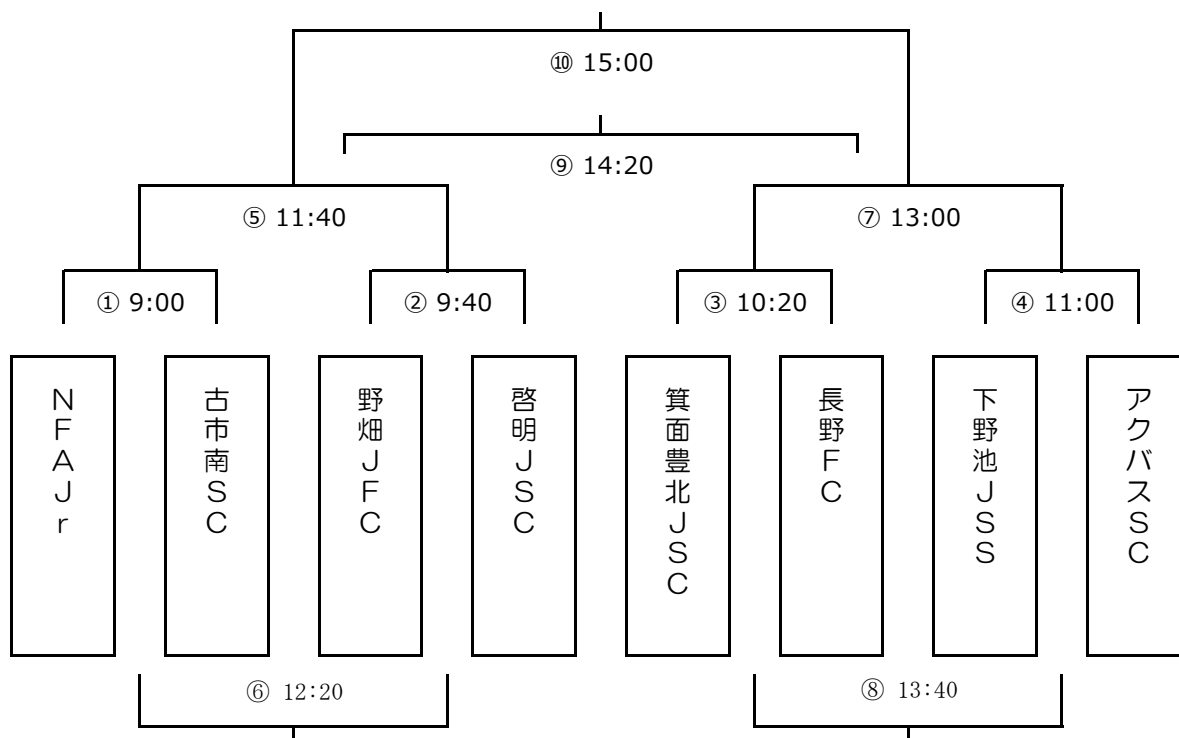 ⑩ 15:00
⑨ 14:20
⑤ 11:40
⑦ 13:00
① 9:00
② 9:40
③ 10:20
④ 11:00
ＮＦＡＪｒ
古市南ＳＣ
野畑ＪＦＣ
啓明ＪＳＣ
箕面豊北ＪＳＣ
長野ＦＣ
下野池ＪＳＳ
アクバスＳＣ
⑥ 12:20
⑧ 13:40